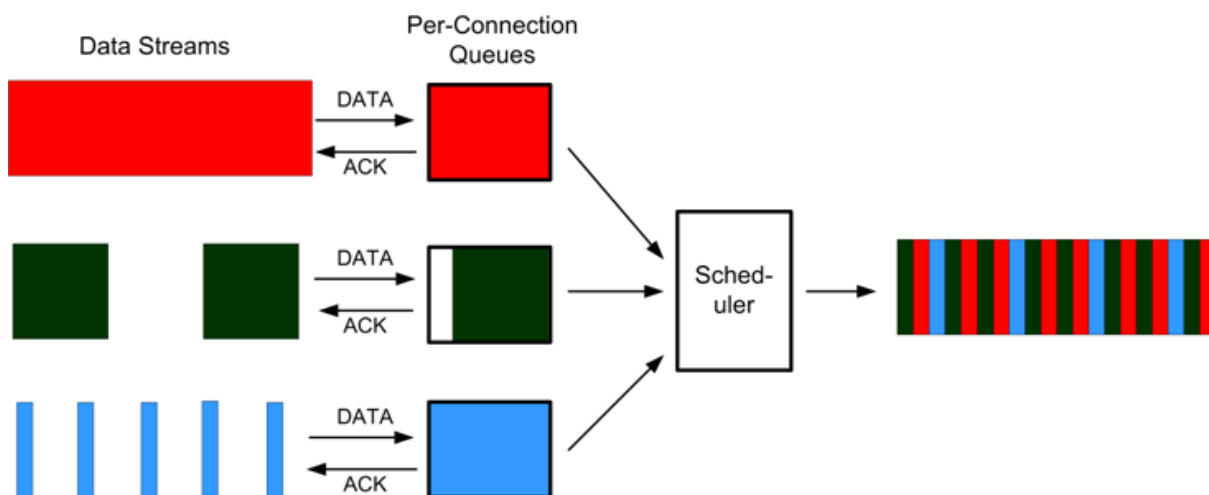 Data Streams
Per-Connection
Queues
DATA
ACK
DATA
ACK
Sched-
uler
DATA
ACK